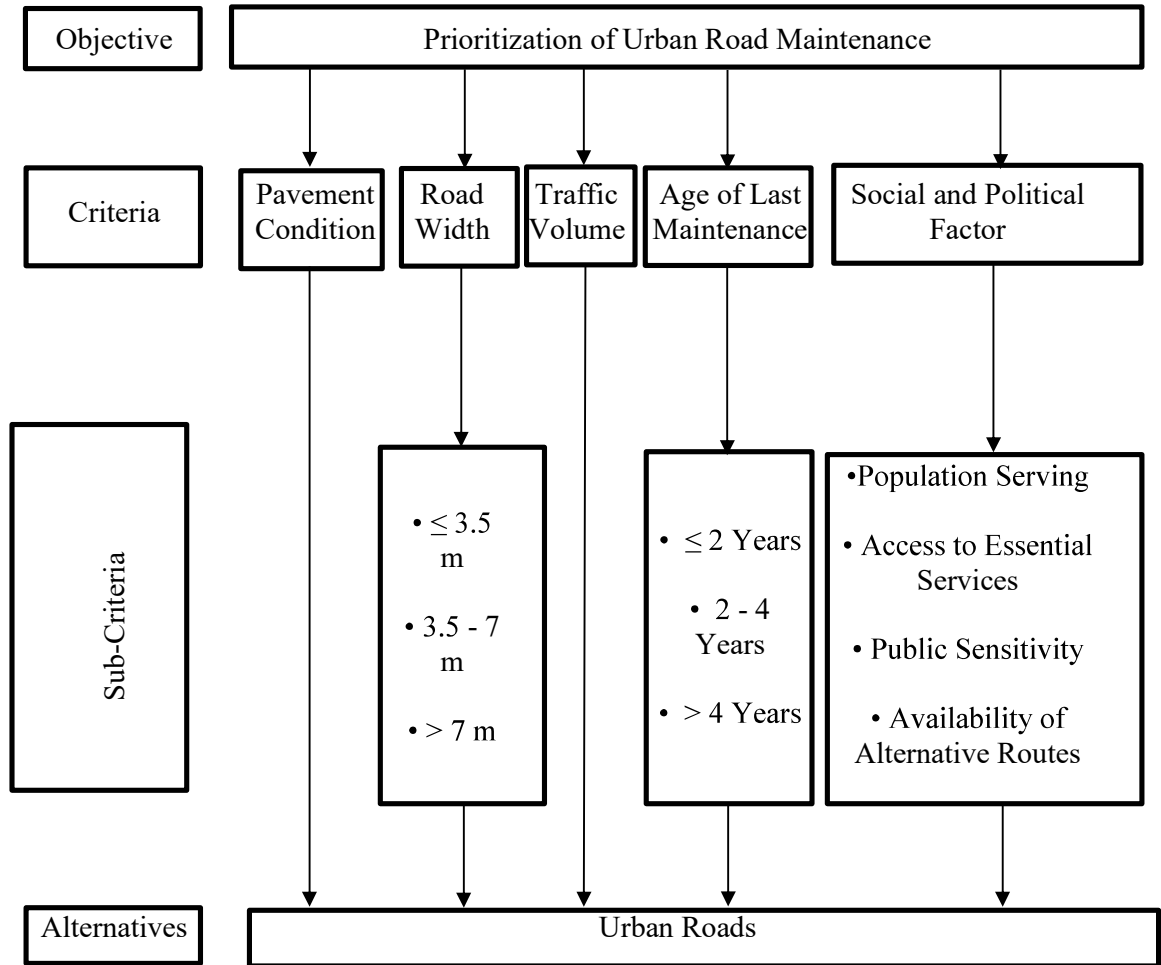 Objective
Prioritization of Urban Road Maintenance
Criteria
Pavement
Condition
Road
Width
Traffic
Volume
Age of Last
Maintenance
Social and Political
Factor
Sub-Criteria
• ≤ 3.5
m
• 3.5 - 7
m
• > 7 m
• ≤ 2 Years
• 2 - 4
Years
• > 4 Years
•Population Serving
• Access to Essential
Services
• Public Sensitivity
• Availability of
Alternative Routes
Alternatives
Urban Roads